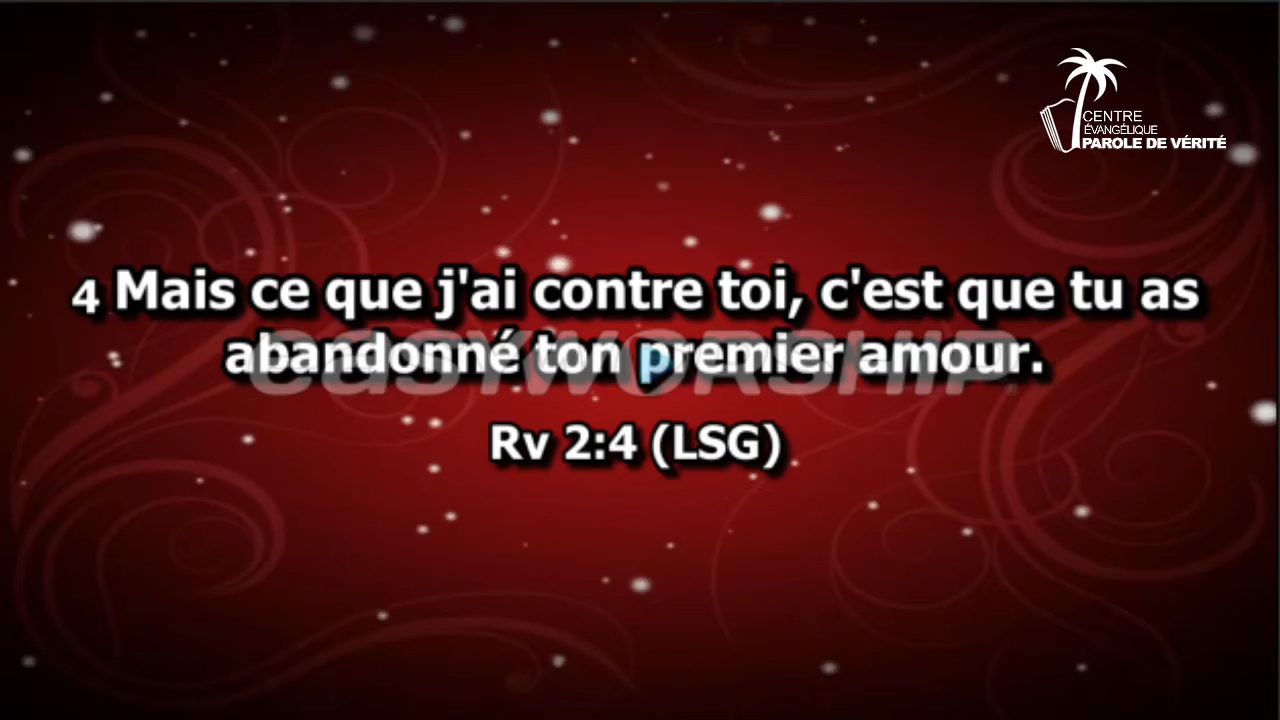 CENTRE
ÉVANGÉLIQUE
PAROLE DE VÉRITÉ
4 Mais ce que j'ai contre toi, c'est que tu as
abandonné ton premier amour.
EASYWORSHIP
Rv 2:4 (LSG)